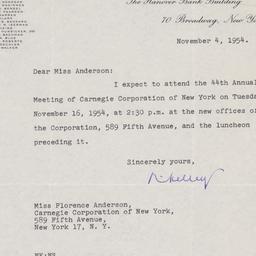 The Hanover Bank Building
70 Broadway, New Yo
November 4, 1954.
Dear Miss Anderson:
I expect to attend the 44th Annual
Meeting of Carnegie Corporation of New York on Tuesda
November 16, 1954, at 2:30 p.m. at the new offices of
the Corporation, 589 Fifth Avenue, and the luncheon
preceding it.
Sincerely yours,
Miss Florence Anderson,
Carnegie Corporation of New York,
589 Fifth Avenue,
New York 17, N. Y.